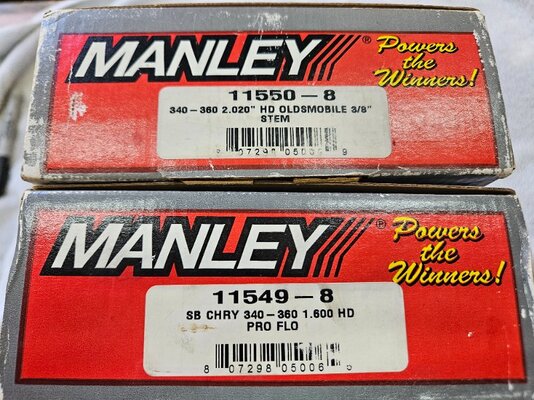 MANLEY®
Powers
the
Winners!
11550-8
340-360 2.020" HD OLDSMOBILE 3/8"
STEM
MANLEY®
Powers
the
Winners!
11549-8
SB CHRY 340-360 1.600 HD
PRO FLO
8 07298 05006